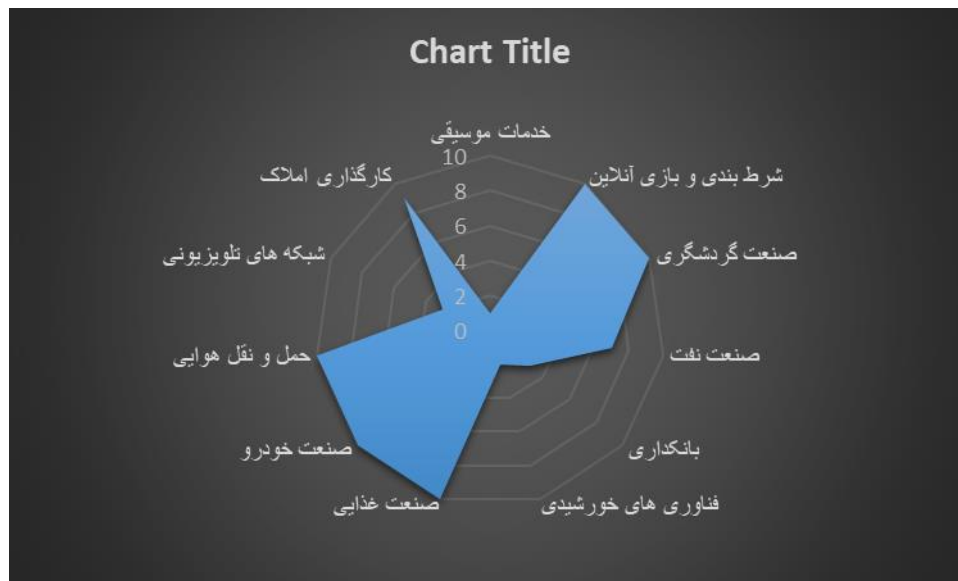 Chart Title
خدمات موسیقی
شرط بندی و بازی آنلاین
صنعت گردشگری
صنعت نفت
بانکداری
فناوری های خورشیدی
صنعت غذایی
صنعت خودرو
حمل و نقل هوایی
شبکه های تلویزیونی
کارگذاری املاک
10
8
6
4
2
0